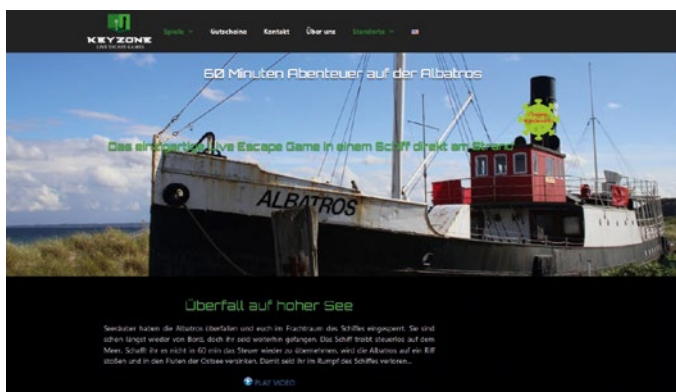 KEYZONE
LIVE ESCAPE GAMES
Spiele
Gutscheine
Kontakt
Über uns
Standorte
60 Minuten Abenteuer auf der Albatros
Das einzigartige Live Escape Game in einem Schiff direkt am Strand
ALBATROS
Überfall auf hoher See
Seeräuber haben die Albatros überfallen und euch im Frachtraum des Schiffes eingesperrt. Sie sind
schon längst wieder von Bord, doch ihr seid weiterhin gefangen. Das Schiff treibt steuerlos auf dem
Meer. Schafft ihr es nicht in 60 min das Steuer wieder zu übernehmen, wird die Albatros an ein Riff
stoßen und in den Fluten der Ostsee versinken. Damit seid ihr im Rumpf des Schiffes verloren...
PLAY VIDEO